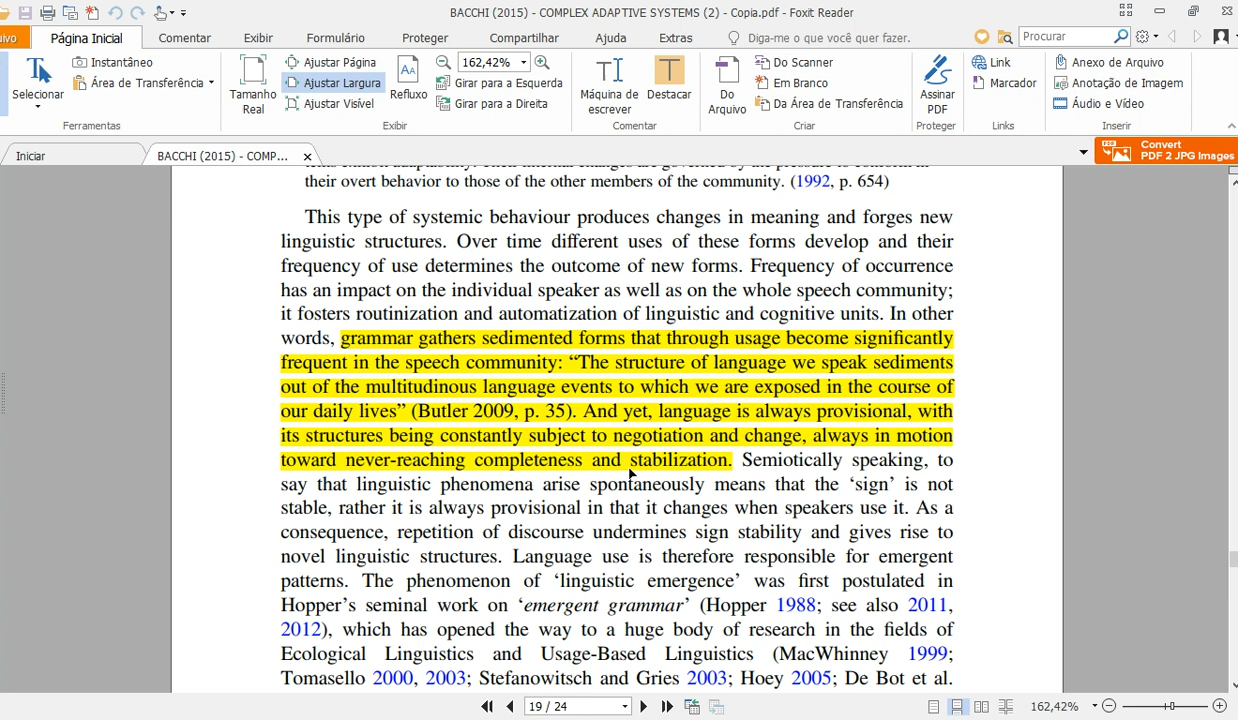 BACCHI (2015) - COMPLEX ADAPTIVE SYSTEMS (2) - Copia.pdf - Foxit Reader
ivo Página Inicial Comentar Exibir Formulário Proteger Compartilhar Ajuda Extras Diga-me o que você quer fazer. Procurar
Selecionar
Instantâneo
Área de Transferência
Ferramentas
Tamanho
Real
Ajustar Página
Ajustar Largura
Ajustar Visível
Refluxo
162,42%
Girar para a Esquerda
Girar para a Direita
Exibir
Máquina de
escrever
Destacar
Comentar
Do
Arquivo
Do Scanner
Em Branco
Da Área de Transferência
Criar
Assinar
PDF
Proteger
Link
Marcador
Links
Anexo de Arquivo
Anotação de Imagem
Áudio e Vídeo
Inserir
Iniciar
BACCHI (2015) - COMP...
Convert
PDF 2 JPG Images
their overt behavior to those of the other members of the community. (1992, p. 654)
This type of systemic behaviour produces changes in meaning and forges new
linguistic structures. Over time different uses of these forms develop and their
frequency of use determines the outcome of new forms. Frequency of occurrence
has an impact on the individual speaker as well as on the whole speech community;
it fosters routinization and automatization of linguistic and cognitive units. In other
words, grammar gathers sedimented forms that through usage become significantly
frequent in the speech community: “The structure of language we speak sediments
out of the multitudinous language events to which we are exposed in the course of
our daily lives” (Butler 2009, p. 35). And yet, language is always provisional, with
its structures being constantly subject to negotiation and change, always in motion
toward never-reaching completeness and stabilization. Semiotically speaking, to
say that linguistic phenomena arise spontaneously means that the ‘sign’ is not
stable, rather it is always provisional in that it changes when speakers use it. As a
consequence, repetition of discourse undermines sign stability and gives rise to
novel linguistic structures. Language use is therefore responsible for emergent
patterns. The phenomenon of ‘linguistic emergence’ was first postulated in
Hopper’s seminal work on ‘emergent grammar’ (Hopper 1988; see also 2011,
2012), which has opened the way to a huge body of research in the fields of
Ecological Linguistics and Usage-Based Linguistics (MacWhinney 1999;
Tomasello 2000, 2003; Stefanowitsch and Gries 2003; Hoey 2005; De Bot et al.
19 / 24
162,42%